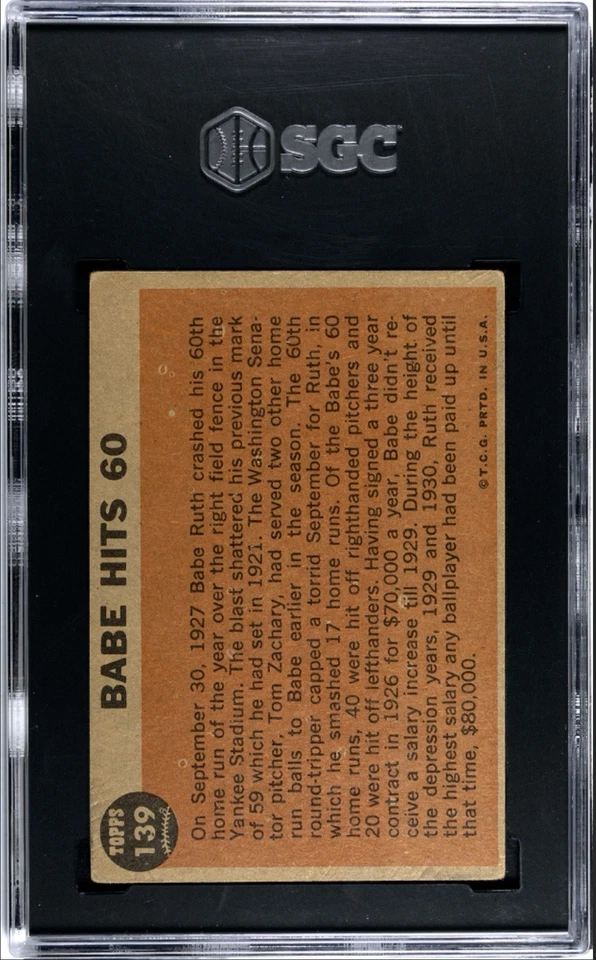 SGC
TOPPS
139
BABE HITS 60
On September 30, 1927 Babe Ruth crashed his 60th
home run of the year over the right field fence in the
Yankee Stadium. The blast shattered his previous mark
of 59 which he had set in 1921. The Washington Sena-
tor pitcher, Tom Zachary, had served two other home
run balls to Babe earlier in the season. The 60th
round-tripper capped a torrid September for Ruth, in
which he smashed 17 home runs. Of the Babe's 60
home runs, 40 were hit off righthanded pitchers and
20 were hit off lefthanders. Having signed a three year
contract in 1926 for $70,000 a year, Babe didn't re-
ceive a salary increase till 1929. During the height of
the depression years, 1929 and 1930, Ruth received
the highest salary any ballplayer had been paid up until
that time, $80,000.
© T.C.G. PRTD. IN U.S.A.